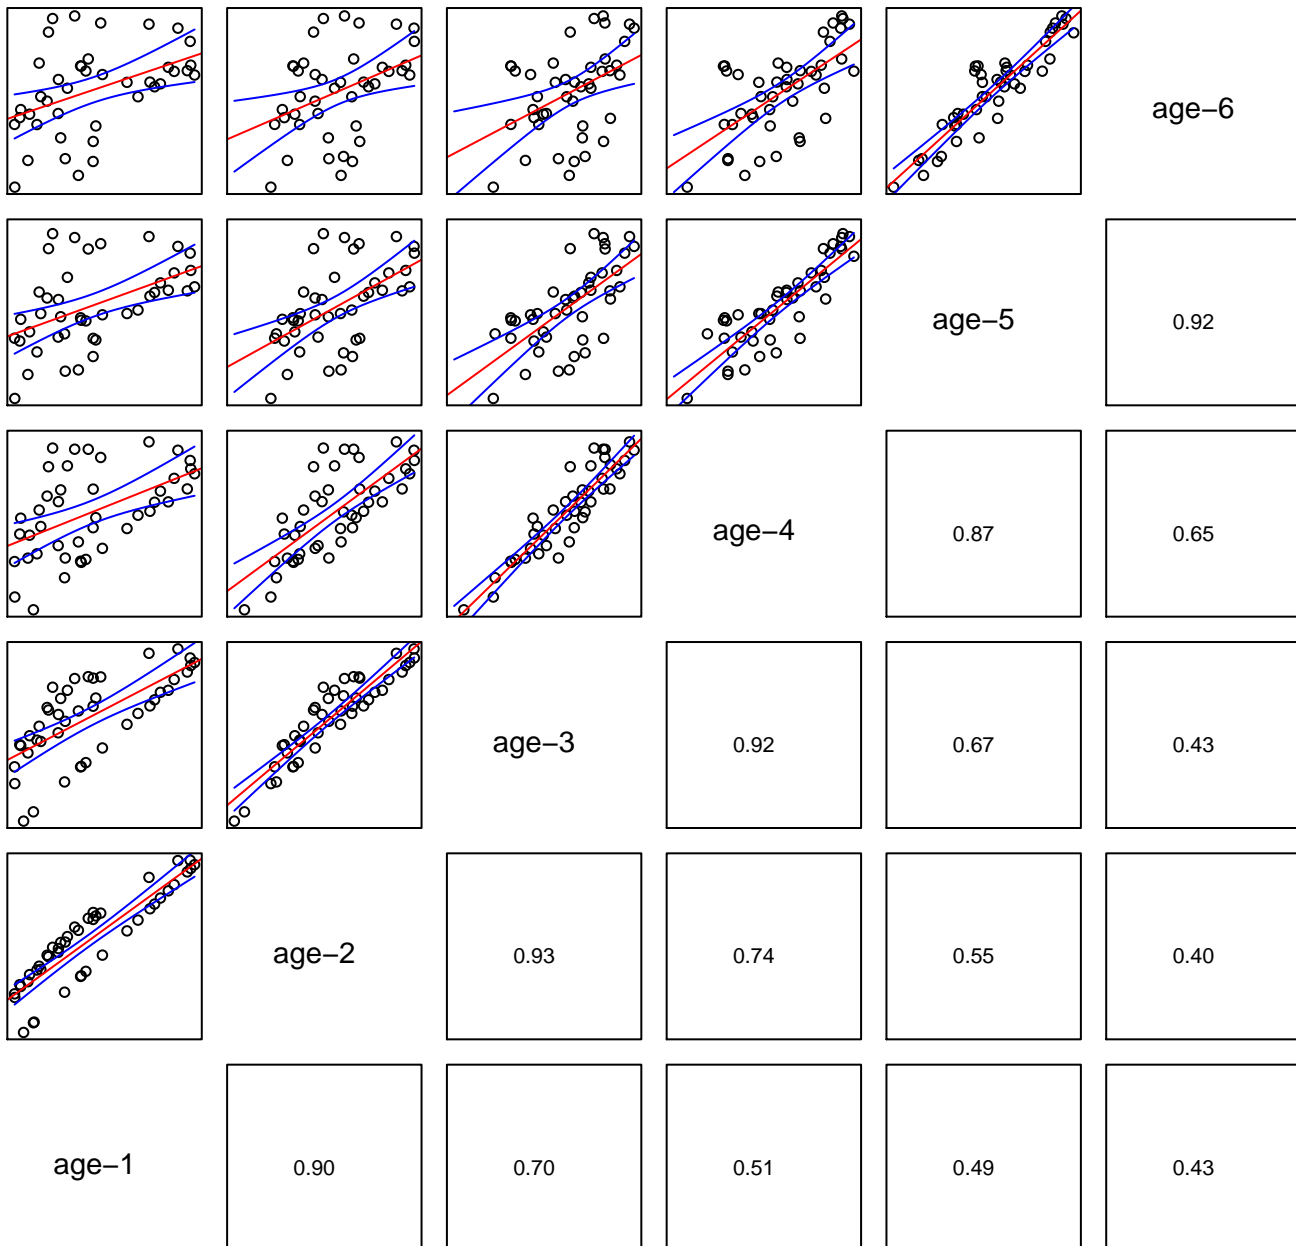 age−6
age−5 0.92
age−4 0.87 0.65
age−3 0.92 0.67 0.43
age−2 0.93 0.74 0.55 0.40
age−1 0.90 0.70 0.51 0.49 0.43